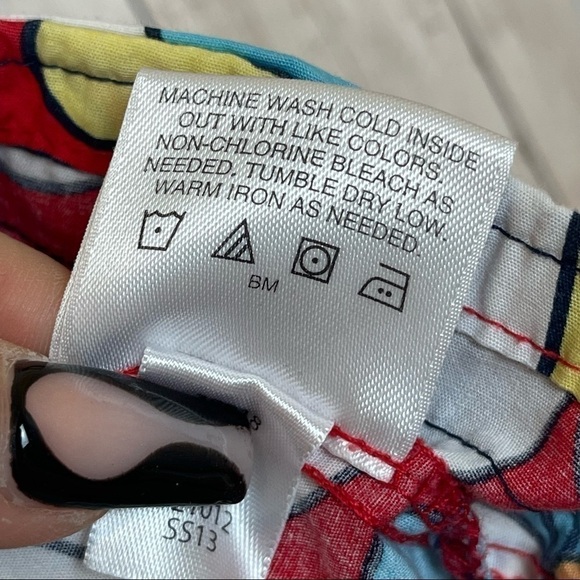 MACHINE WASH COLD INSIDE
OUT WITH LIKE COLORS
NON-CHLORINE BLEACH AS
NEEDED. TUMBLE DRY LOW.
WARM IRON AS NEEDED.
BM
SS13